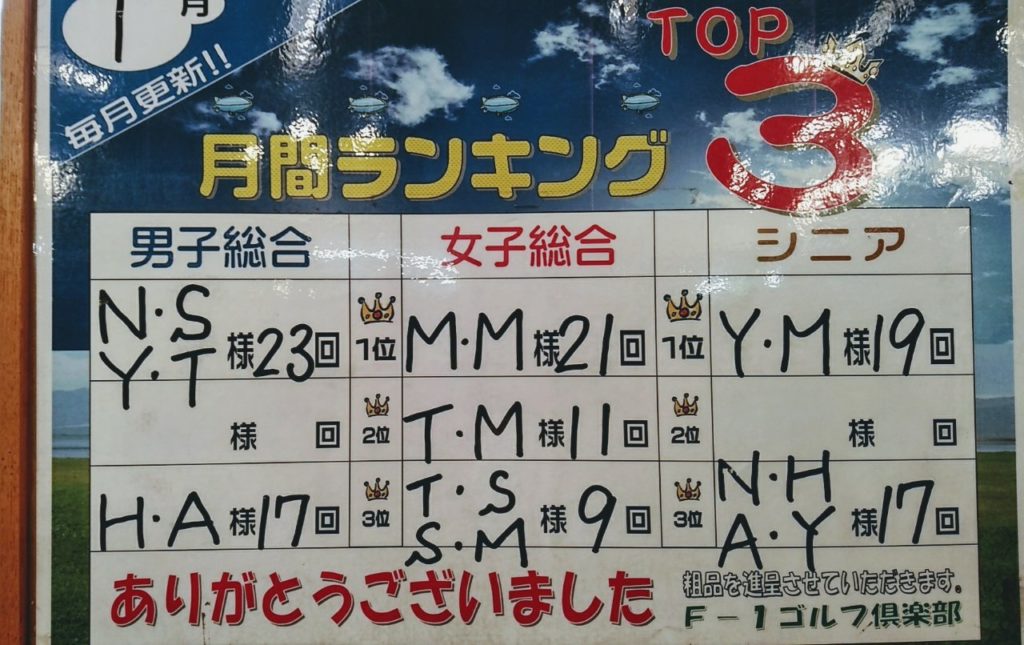 1月
毎月更新!!
TOP
3
月間ランキング
男子総合 女子総合 シニア
N・S
Y・T 様 23回 1位 M・M 様 21回 1位 Y・M 様 19回
様 回 2位 T・M 様 11回 2位 様 回
H・A 様 17回 3位 T・S
S・M 様 9回 3位 N・H
A・Y 様 17回
ありがとうございました
粗品を進呈させていただきます。
F－1ゴルフ倶楽部